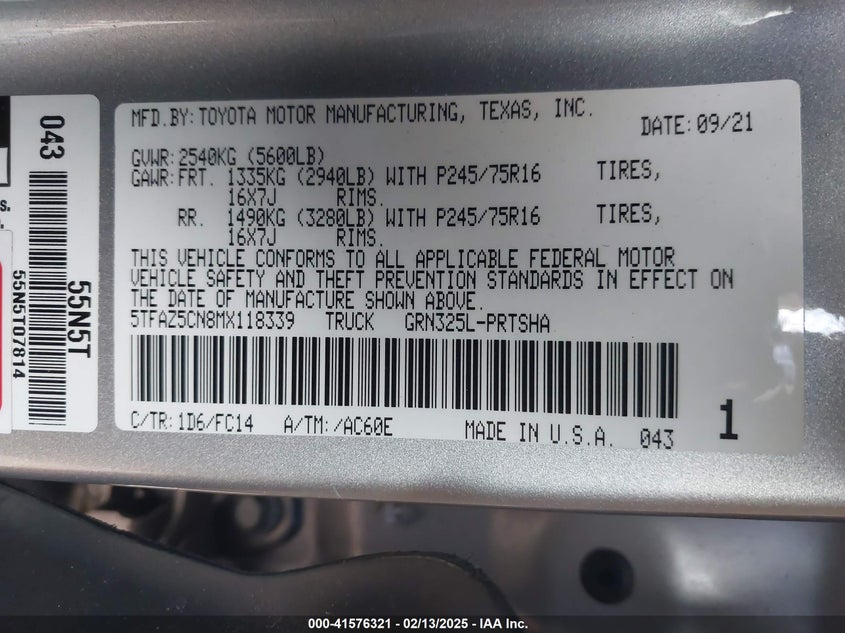 MFD.BY:TOYOTA MOTOR MANUFACTURING, TEXAS, INC.
DATE:09/21
GVWR:2540KG (5600LB)
GAWR:FRT. 1335KG (2940LB) WITH P245/75R16 TIRES,
16X7J RIMS.
RR. 1490KG (3280LB) WITH P245/75R16 TIRES,
16X7J RIMS.
THIS VEHICLE CONFORMS TO ALL APPLICABLE FEDERAL MOTOR
VEHICLE SAFETY AND THEFT PREVENTION STANDARDS IN EFFECT ON
THE DATE OF MANUFACTURE SHOWN ABOVE.
5TFAZ5CN8MX118339 TRUCK GRN325L-PRTSHA
C/TR:1D6/FC14 A/TM:/AC60E MADE IN U.S.A. 043
1
043
55N5T
55N5T07814
s.
000-41576321 - 02/13/2025 - IAA Inc.